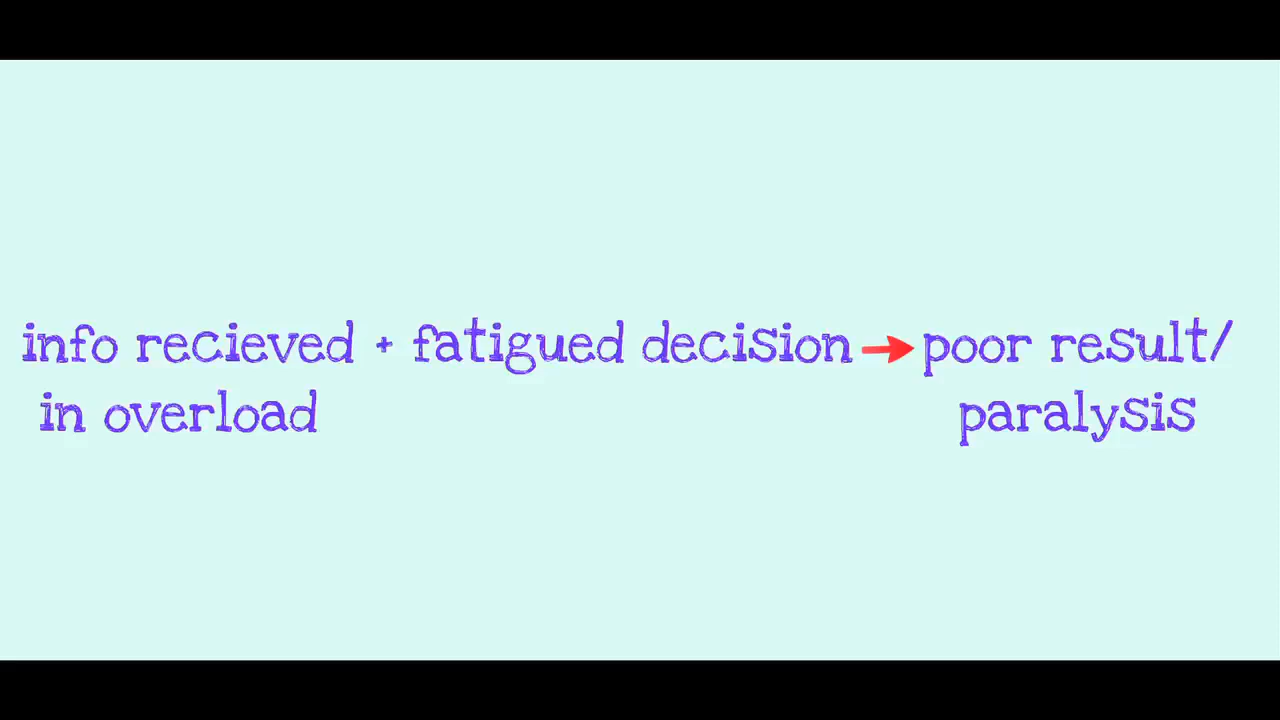 info recieved + fatigued decision → poor result/
in overload paralysis